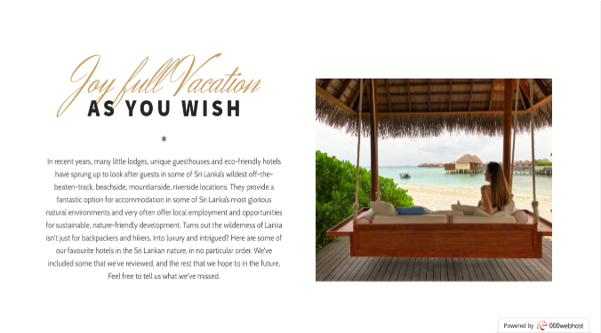 Joy full Vacation
AS YOU WISH
*
In recent years, many little lodges, unique guesthouses and eco-friendly hotels
have sprung up to look after guests in some of Sri Lanka's wildest off-the-
beaten-track, beachside, mountianside, riverside locations. They provide a
fantastic option for accommodation in some of Sri Lanka's most glorious
natural environments and very often offer local employment and opportunities
for sustainable, nature-friendly development. Turns out the wilderness of Lanka
isn't just for backpackers and hikers. Into luxury and intrigued? Here are some of
our favourite hotels in the Sri Lankan nature, in no particular order. We've
included some that we've reviewed, and the rest that we hope to in the future.
Feel free to tell us what we've missed.
Powered by 000webhost